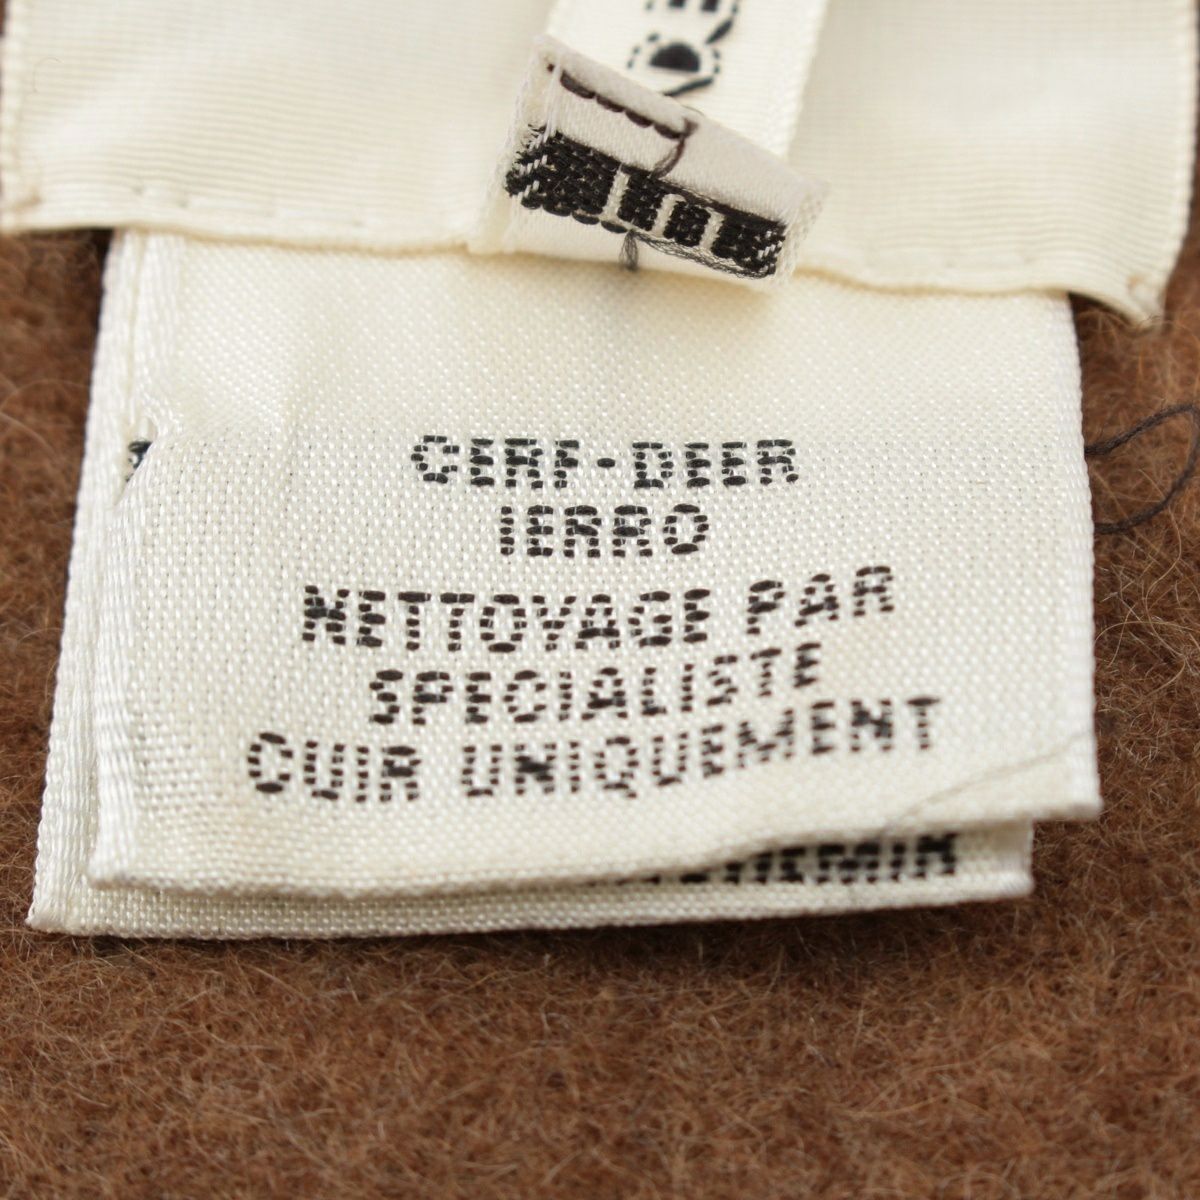 CERF-DEER
IERRO
NETTOYAGE PAR
SPECIALISTE
CUIR UNIQUEMENT